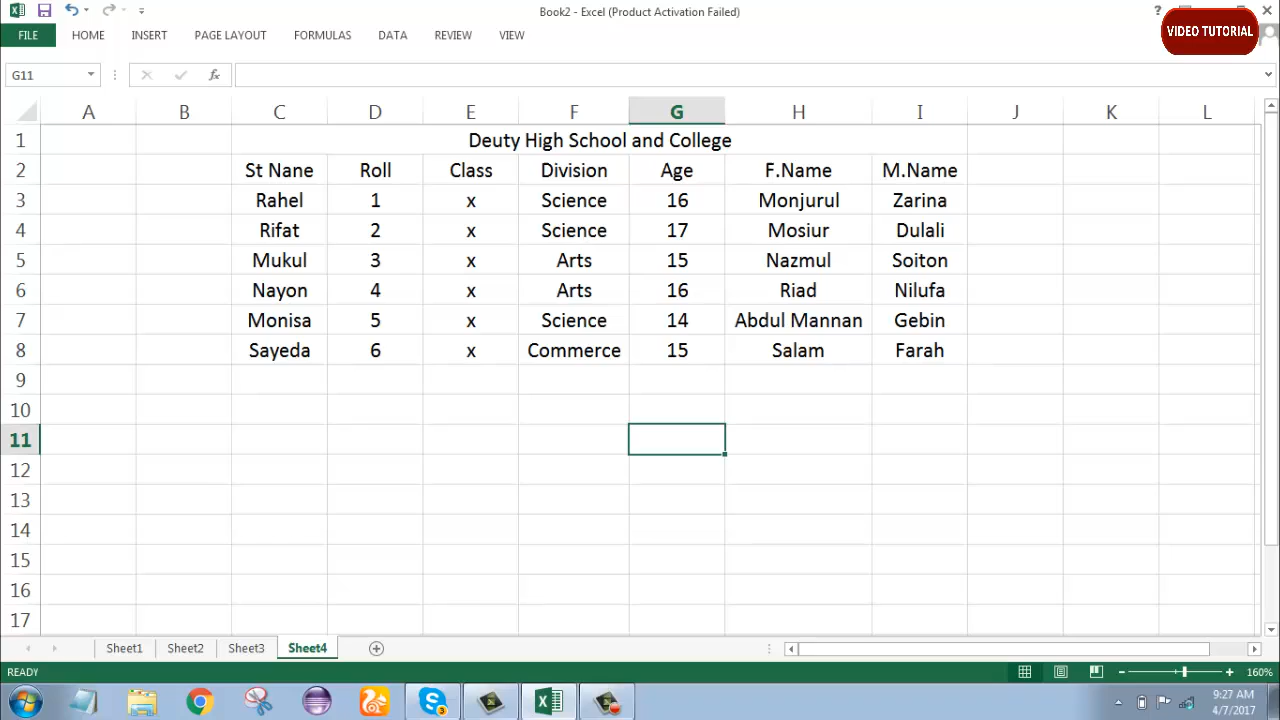 Book2 - Excel (Product Activation Failed)
?
VIDEO TUTORIAL
FILE HOME INSERT PAGE LAYOUT FORMULAS DATA REVIEW VIEW
G11 fx
A B C D E F G H I J K L
1 Deuty High School and College
2 St Nane Roll Class Division Age F.Name M.Name
3 Rahel 1 x Science 16 Monjurul Zarina
4 Rifat 2 x Science 17 Mosiur Dulali
5 Mukul 3 x Arts 15 Nazmul Soiton
6 Nayon 4 x Arts 16 Riad Nilufa
7 Monisa 5 x Science 14 Abdul Mannan Gebin
8 Sayeda 6 x Commerce 15 Salam Farah
9
10
11
12
13
14
15
16
17
Sheet1 Sheet2 Sheet3 Sheet4
READY 160%
3
9:27 AM
4/7/2017